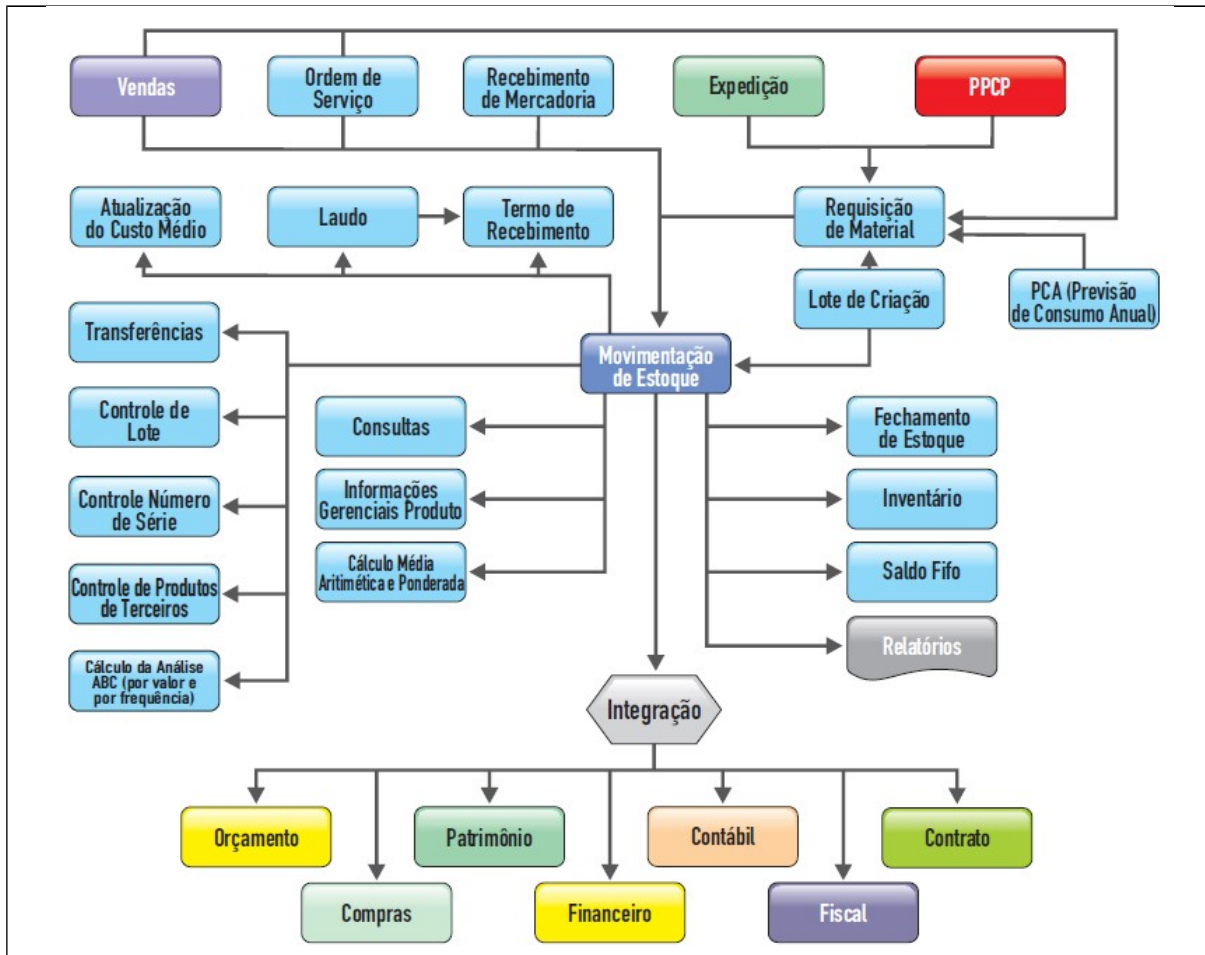 Vendas
Ordem de
Serviço
Recebimento
de Mercadoria
Expedição
PPCP
Atualização
do Custo Médio
Laudo
Termo de
Recebimento
Requisição
de Material
Lote de Criação
PCA (Previsão
de Consumo Anual)
Transferências
Movimentação
de Estoque
Controle de
Lote
Consultas
Fechamento
de Estoque
Controle Número
de Série
Informações
Gerenciais Produto
Inventário
Cálculo Média
Aritimética e Ponderada
Saldo Fifo
Controle de Produtos
de Terceiros
Relatórios
Cálculo da Análise
ABC (por valor e
por frequência)
Integração
Orçamento
Patrimônio
Contábil
Contrato
Compras
Financeiro
Fiscal